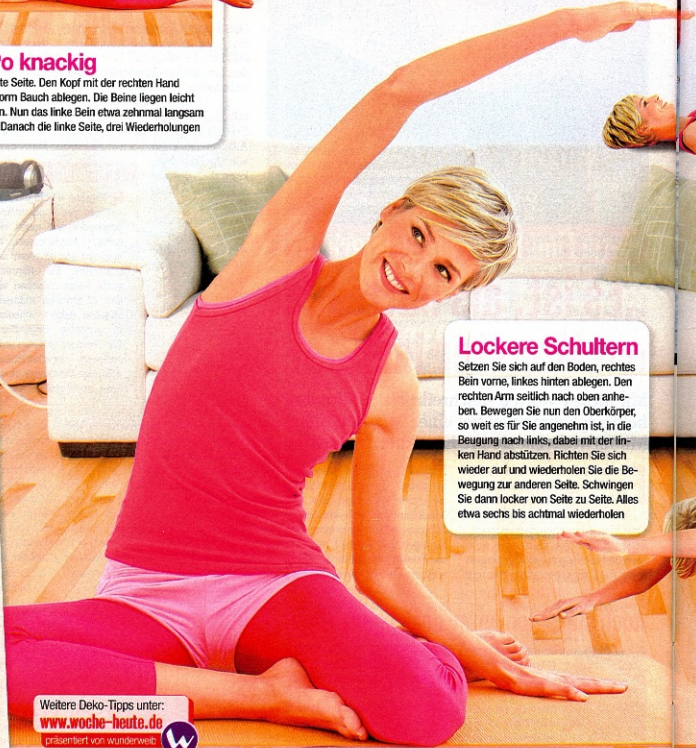 o knackig
te Seite. Den Kopf mit der rechten Hand
orm Bauch ablegen. Die Beine liegen leicht
n. Nun das linke Bein etwa zehnmal langsam
Danach die linke Seite, drei Wiederholungen
Lockere Schultern
Setzen Sie sich auf den Boden, rechtes
Bein vorne, linkes hinten ablegen. Den
rechten Arm seitlich nach oben anhe-
ben. Bewegen Sie nun den Oberkörper,
so weit es für Sie angenehm ist, in die
Beugung nach links, dabei mit der lin-
ken Hand abstützen. Richten Sie sich
wieder auf und wiederholen Sie die Be-
wegung zur anderen Seite. Schwingen
Sie dann locker von Seite zu Seite. Alles
etwa sechs bis achtmal wiederholen
Weitere Deko-Tipps unter:
www.woche-heute.de
präsentiert von wunderweib